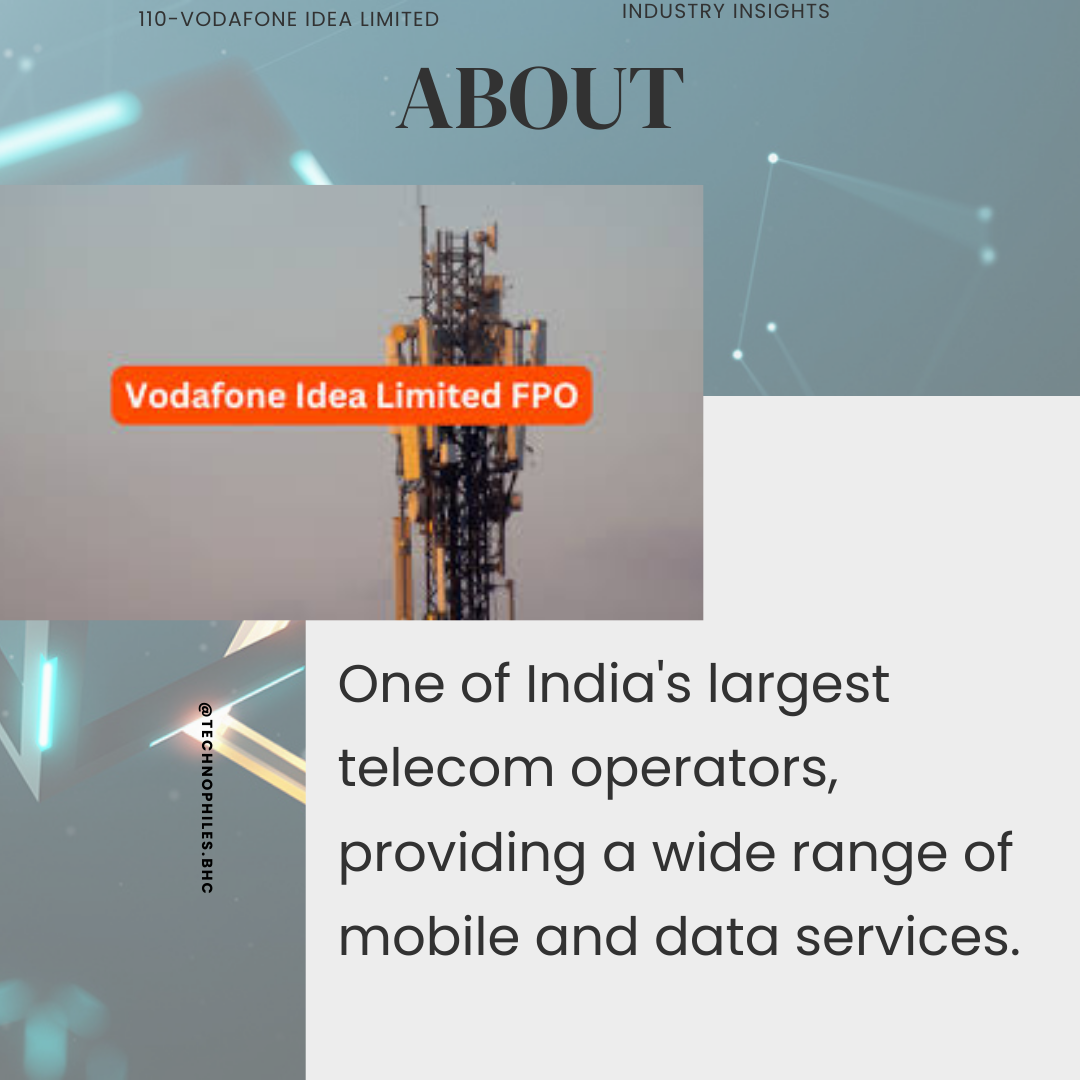 110-VODAFONE IDEA LIMITED
INDUSTRY INSIGHTS
ABOUT
Vodafone Idea Limited FPO
One of India's largest
telecom operators,
providing a wide range of
mobile and data services.
@TECHNOPHILES.BHC